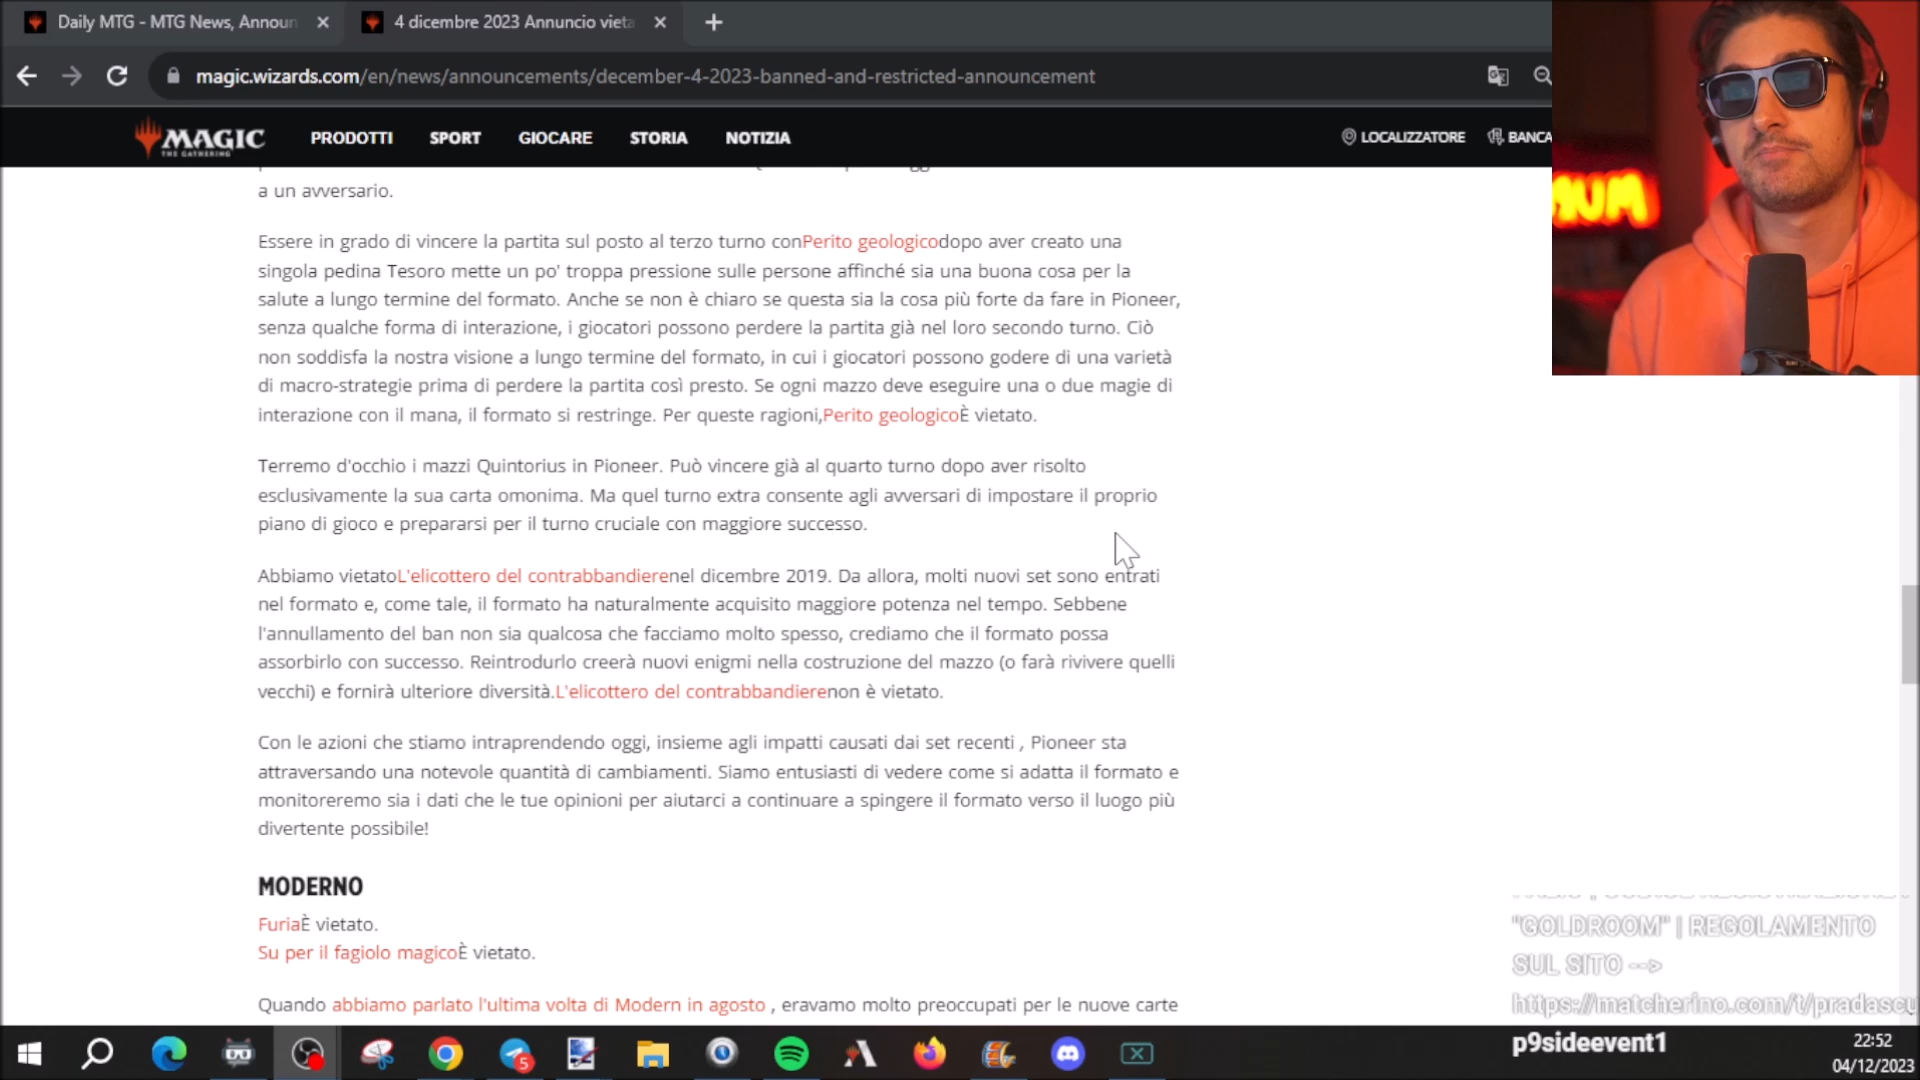 Daily MTG - MTG News, Announ
4 dicembre 2023 Annuncio vieta
magic.wizards.com/en/news/announcements/december-4-2023-banned-and-restricted-announcement
MAGIC
THE GATHERING
PRODOTTI
SPORT
GIOCARE
STORIA
NOTIZIA
LOCALIZZATORE
BANCA
a un avversario.
Essere in grado di vincere la partita sul posto al terzo turno conPerito geologicodopo aver creato una
singola pedina Tesoro mette un po' troppa pressione sulle persone affinché sia una buona cosa per la
salute a lungo termine del formato. Anche se non è chiaro se questa sia la cosa più forte da fare in Pioneer,
senza qualche forma di interazione, i giocatori possono perdere la partita già nel loro secondo turno. Ciò
non soddisfa la nostra visione a lungo termine del formato, in cui i giocatori possono godere di una varietà
di macro-strategie prima di perdere la partita così presto. Se ogni mazzo deve eseguire una o due magie di
interazione con il mana, il formato si restringe. Per queste ragioni,Perito geologicoÈ vietato.
Terremo d'occhio i mazzi Quintorius in Pioneer. Può vincere già al quarto turno dopo aver risolto
esclusivamente la sua carta omonima. Ma quel turno extra consente agli avversari di impostare il proprio
piano di gioco e prepararsi per il turno cruciale con maggiore successo.
Abbiamo vietatoL'elicottero del contrabbandierenel dicembre 2019. Da allora, molti nuovi set sono entrati
nel formato e, come tale, il formato ha naturalmente acquisito maggiore potenza nel tempo. Sebbene
l'annullamento del ban non sia qualcosa che facciamo molto spesso, crediamo che il formato possa
assorbirlo con successo. Reintrodurlo creerà nuovi enigmi nella costruzione del mazzo (o farà rivivere quelli
vecchi) e fornirà ulteriore diversità.L'elicottero del contrabbandierenon è vietato.
Con le azioni che stiamo intraprendendo oggi, insieme agli impatti causati dai set recenti , Pioneer sta
attraversando una notevole quantità di cambiamenti. Siamo entusiasti di vedere come si adatta il formato e
monitoreremo sia i dati che le tue opinioni per aiutarci a continuare a spingere il formato verso il luogo più
divertente possibile!
MODERNO
FuriaÈ vietato.
Su per il fagiolo magicoÈ vietato.
Quando abbiamo parlato l'ultima volta di Modern in agosto , eravamo molto preoccupati per le nuove carte
"GOLDROOM" | REGOLAMENTO
SUL SITO -->
https://matcherino.com/t/pradascu
p9sideevent1
5
22:52
04/12/2023